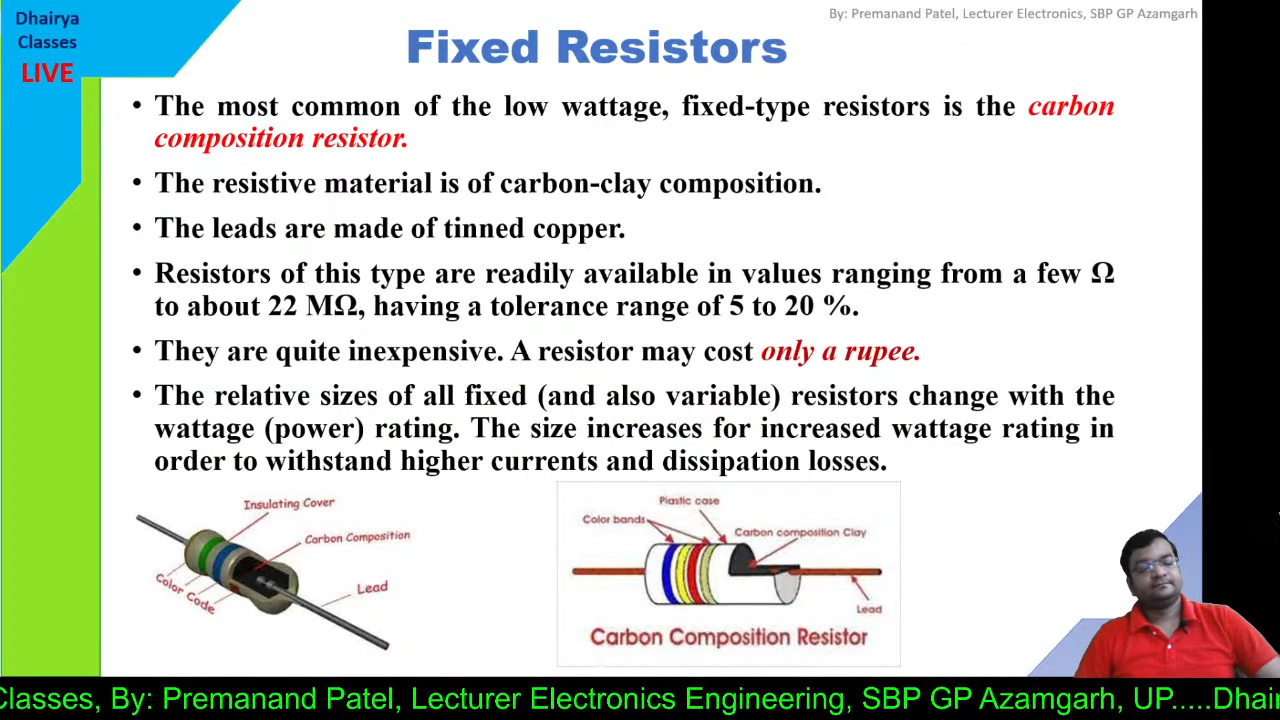 Dhairya
Classes
LIVE
By: Premanand Patel, Lecturer Electronics, SBP GP Azamgarh
Fixed Resistors
• The most common of the low wattage, fixed-type resistors is the carbon
composition resistor.
• The resistive material is of carbon-clay composition.
• The leads are made of tinned copper.
• Resistors of this type are readily available in values ranging from a few Ω
to about 22 MΩ, having a tolerance range of 5 to 20 %.
• They are quite inexpensive. A resistor may cost only a rupee.
• The relative sizes of all fixed (and also variable) resistors change with the
wattage (power) rating. The size increases for increased wattage rating in
order to withstand higher currents and dissipation losses.
Insulating Cover
Carbon Composition
Color Code
Lead
Plastic case
Color bands
Carbon composition Clay
Lead
Carbon Composition Resistor
Classes, By: Premanand Patel, Lecturer Electronics Engineering, SBP GP Azamgarh, UP.....Dhair